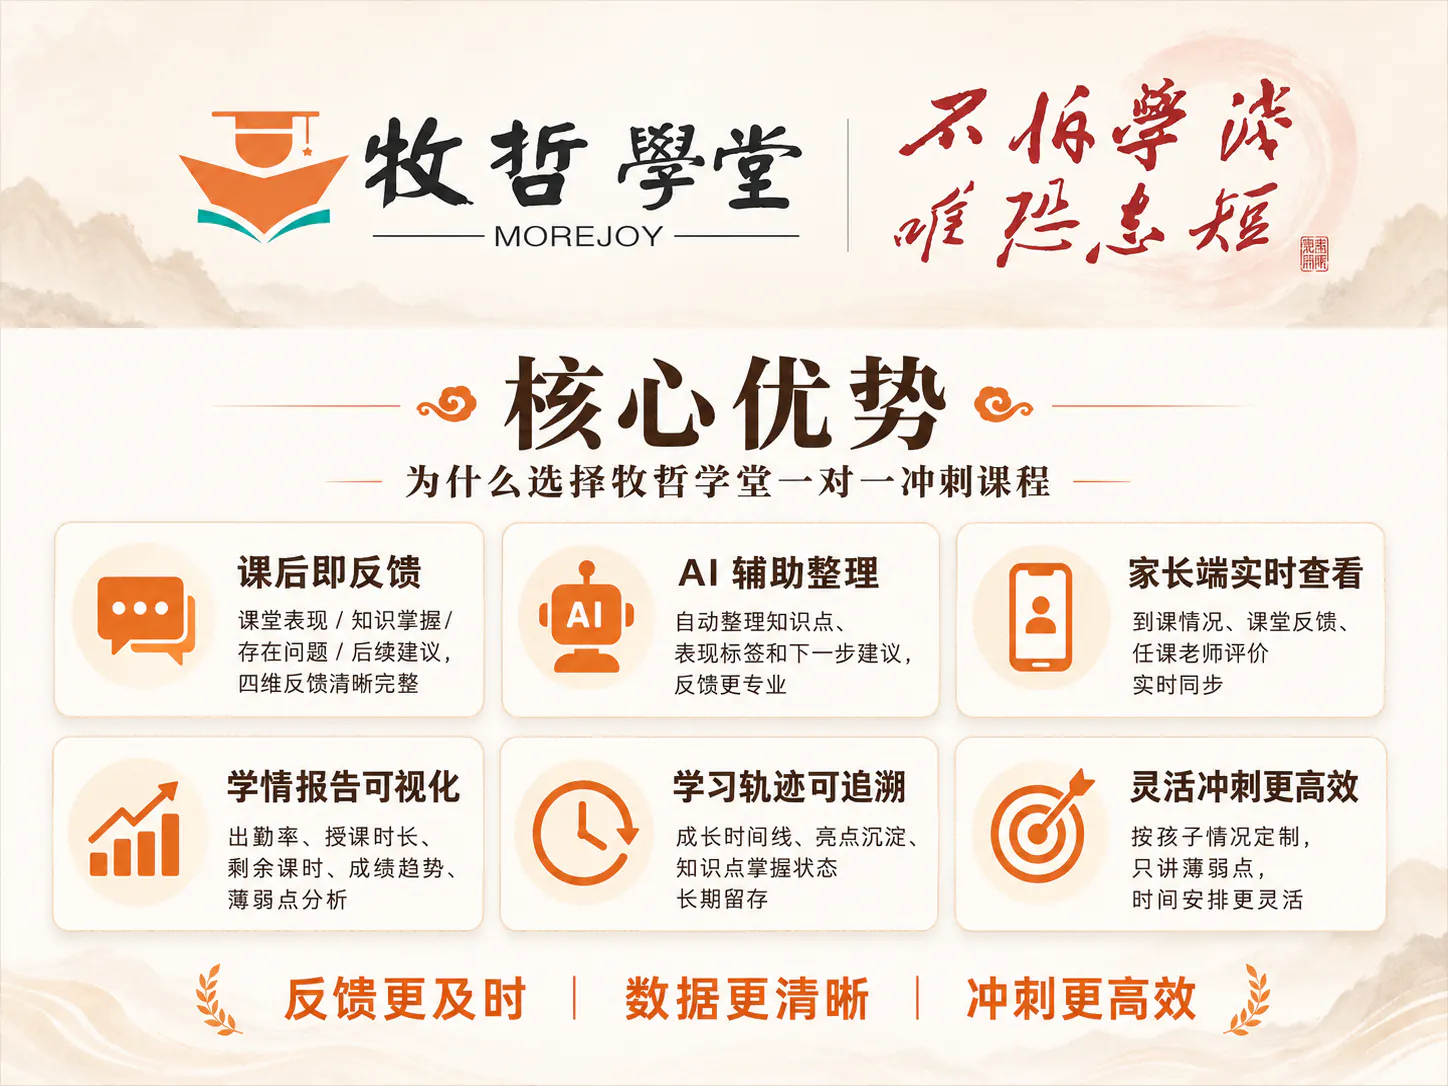 牧哲學堂
MOREJOY
不怕學淺
唯恐志短
核心优势
为什么选择牧哲学堂一对一冲刺课程
课后即反馈
课堂表现 / 知识掌握/
存在问题 / 后续建议，
四维反馈清晰完整
AI 辅助整理
AI
自动整理知识点、
表现标签和下一步建议，
反馈更专业
家长端实时查看
到课情况、课堂反馈、
任课老师评价
实时同步
学情报告可视化
出勤率、授课时长、
剩余课时、成绩趋势、
薄弱点分析
学习轨迹可追溯
成长时间线、亮点沉淀、
知识点掌握状态
长期留存
灵活冲刺更高效
按孩子情况定制，
只讲薄弱点，
时间安排更灵活
反馈更及时｜数据更清晰｜冲刺更高效